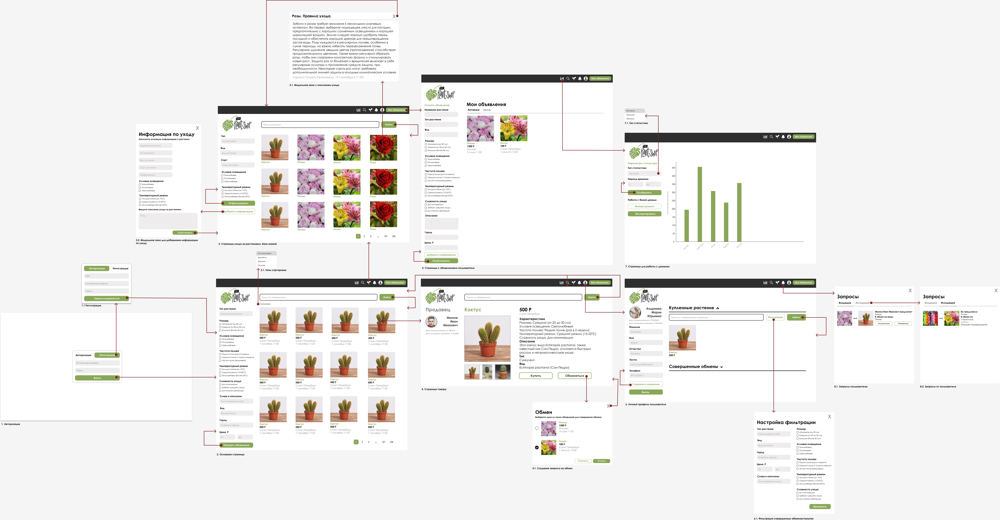 Розы. Правила ухода.
X
Забота о розах требует внимания к нескольким ключевым
аспектам. Во-первых, выберите подходящее место для посадки,
предпочтительно с хорошим солнечным освещением и хорошей
циркуляцией воздуха. Землю следует хорошо удобрить перед
посадкой и обеспечить хороший дренаж для предотвращения
застоя воды. Розы нуждаются в регулярном поливе, особенно в
сухие периоды, но важно избегать переувлажнения почвы.
Регулярное удаление увядших цветов (пропалывание) способствует
продолжительному цветению. Также важно регулярно обрезать
розы, чтобы они сохраняли компактную форму и стимулировать
новый рост. Защита роз от болезней и вредителей включает в себя
регулярные осмотры и применение средств защиты, при
необходимости. Некоторые сорта роз могут требовать
дополнительной зимней защиты в холодных климатических условиях
Ларина Татьяна Евгеньевна, 19 сентября в 11:00
3.1. Модальное окно с описанием ухода
X
Информация по уходу
Заполните основную информацию о растении
Название растения
Тип растения
Вид растения
Сорт растения
Изображение
Условия освещения
Тенелюбивые
Полутеневые
Светолюбивые
Температурный режим
Холодостойкие (до 15°C)
Средний режим (15-22°C)
Теплолюбивые (более 22°C)
Введите описание ухода за растением
Уход
Опубликовать
3.2. Модальное окно для добавления информации
по уходу
Мои объявления
PlantShop
Поиск растений
Найти
Тип
Тип растения
Вид
Вид растения
Сорт
Сорт растения
Условия освещения
Тенелюбивые
Полутеневые
Светолюбивые
Температурный режим
Холодостойкие (до 15°C)
Средний режим (15-22°C)
Теплолюбивые (более 22°C)
Отфильтровать
Добавить информацию
Кактус Пионы Лилии Розы
Кактус Пионы Лилии Розы
Кактус Пионы Лилии Розы
1 2 3 ... 67 68
3. Страница ухода за растениями. База знаний
Мои объявления
PlantShop
Создать объявление
Название растения
Тип растения
Вид
Размер
Маленькие (до 20 см)
Средние (от 20 до 50 см)
Большие (более 50 см)
Условия освещения
Тенелюбивые
Полутеневые
Светолюбивые
Частота полива
Редкий полив (раз в 2 недели)
Средний полив (1-2 раза в неделю)
Частый полив (ежедневно)
Температурный режим
Холодостойкие (до 15°C)
Средний режим (15-22°C)
Теплолюбивые (более 22°C)
Сложность ухода
Для начинающих
Требуют среднего ухода
Для опытных цветоводов
Описание
Город
Цена, Р
Добавить изображения
Опубликовать
Мои объявления
Активные Архив
Пионы
1500 Р
Москва
14 мая 11:00
Лилии
100 Р
Санкт-Петербург
1 августа 13:30
5. Страница с объявлениями пользователя
Растения
Продажи
Обмены
7.1. Тип статистики
Мои объявления
PlantShop
Параметры статистики
Тип статистики
Растения
Период времени
С До
Отобразить
Работа с базой данных
Импортировать
Экспортировать
Количество растений
450
400
350
300
250
200
150
100
50
0
Лилии Кактусы Розы Пионы Астры
7. Страница для работы с данными
Авторизация Регистрация
ФИО
Почта/Номер телефона
Пароль
Зарегистрироваться
1.1 Регситрация
Авторизация Регистрация
Почта/Номер телефона
Пароль
Войти
1. Авторизация
По умолчанию
Дешевле
Дороже
По дате
2.1. Типы сортировок
Мои объявления
PlantShop
Поиск по объявлениям
Найти
Сортировка
Тип растения
Наименование типа
Размер
Маленькие (до 20 см)
Средние (от 20 до 50 см)
Большие (более 50 см)
Условия освещения
Тенелюбивые
Полутеневые
Светолюбивые
Частота полива
Редкий полив (раз в 2 недели)
Средний полив (1-2 раза в неделю)
Частый полив (ежедневно)
Температурный режим
Холодостойкие (до 15°C)
Средний режим (15-22°C)
Теплолюбивые (более 22°C)
Сложность ухода
Для начинающих
Требуют среднего ухода
Для опытных цветоводов
Слова в описании
Что-то важное для вас
Вид
Вид растения
Город
Название города
Цена, Р
От До
Показать объявления
Кактус Кактус Кактус Кактус
500 Р 500 Р 500 Р 500 Р
Санкт-Петербург Санкт-Петербург Санкт-Петербург Санкт-Петербург
7 сентября 17:00 7 сентября 17:00 7 сентября 17:00 7 сентября 17:00
Кактус Кактус Кактус Кактус
500 Р 500 Р 500 Р 500 Р
Санкт-Петербург Санкт-Петербург Санкт-Петербург Санкт-Петербург
7 сентября 17:00 7 сентября 17:00 7 сентября 17:00 7 сентября 17:00
Кактус Кактус Кактус Кактус
500 Р 500 Р 500 Р 500 Р
Санкт-Петербург Санкт-Петербург Санкт-Петербург Санкт-Петербург
7 сентября 17:00 7 сентября 17:00 7 сентября 17:00 7 сентября 17:00
1 2 3 ... 67 68
2. Основная страница
Мои объявления
PlantShop
Поиск по объявлениям
Найти
Продавец
Иванов
Иван
Иванович
Дата создания аккаунта: 27.08.2013
Дата последнего изменения: 11.06.2024
Кактус
500 Р
Санкт-Петербург
Характеристики
Размер: Средний (от 20 до 50 см)
Условия освещения: Светолюбивый
Частота полива: Редкий полив (раз в 2 недели)
Температурный режим: Средний режим (15-22°C)
Сложность ухода: Для начинающих
Описание
Этот кактус вида Echinopsis pachanoi, также
известный как Сан-Педро, отличается быстрым
ростом и неприхотливостьюв уходе.
Тип
Суккулент
Вид
Echinopsis pachanoi (Сан-Педро)
Купить Обменяться
4. Страница товара
X
Обмен
Выберете одно из своих объявлений для совершения обмена
Пионы
1500 Р
Москва
14 мая 11:00
Лилии
100 Р
Санкт-Петербург
1 августа 13:30
Отправить Отмена
4.1. Создание запроса на обмен
Мои объявления
PlantShop
Андреева
Мария
Юрьевна
Дата создания аккаунта: 27.08.2004
Дата последнего изменения: 17.08.2024
Фамилия
Андреева
Имя
Мария
Отчество
Юрьевна
Почта
mari_coolwife@mail.ru
Телефон
89121234411
Сохранить изменения
Выход
Купленные растения
Поиск по совершенным покупкам
Фильтрация
Найти
Кактус
500 Р
Совершенные обмены
6. Личный профиль пользователя
X
Запросы
Входящие Исходящие
Иванов Иван Иванович предлагает
Кактус
В обмен на ваши
Пионы
Согласиться Отказаться
8.1. Запросы пользователю
X
Запросы
Входящие Исходящие
Вы предложили
Лилии
В обмен на
Гладиолусы
Статус:
Ожидает подтверждения
8.2. Запросы от пользователя
X
Настройка фильтрации
Тип растения
Наименование типа
Вид
Вид растения
Город
Название города
Цена, Р
От До
Слова в описании
Что-то важное для вас
Размер
Маленькие (до 20 см)
Средние (от 20 до 50 см)
Большие (более 50 см)
Условия освещения
Тенелюбивые
Полутеневые
Светолюбивые
Частота полива
Редкий полив (раз в 2 недели)
Средний полив (1-2 раза в неделю)
Частый полив (ежедневно)
Температурный режим
Холодостойкие (до 15°C)
Средний режим (15-22°C)
Теплолюбивые (более 22°C)
Сложность ухода
Для начинающих
Требуют среднего ухода
Для опытных цветоводов
Применить
6.1. Фильтрация совершенных обменов/покупок